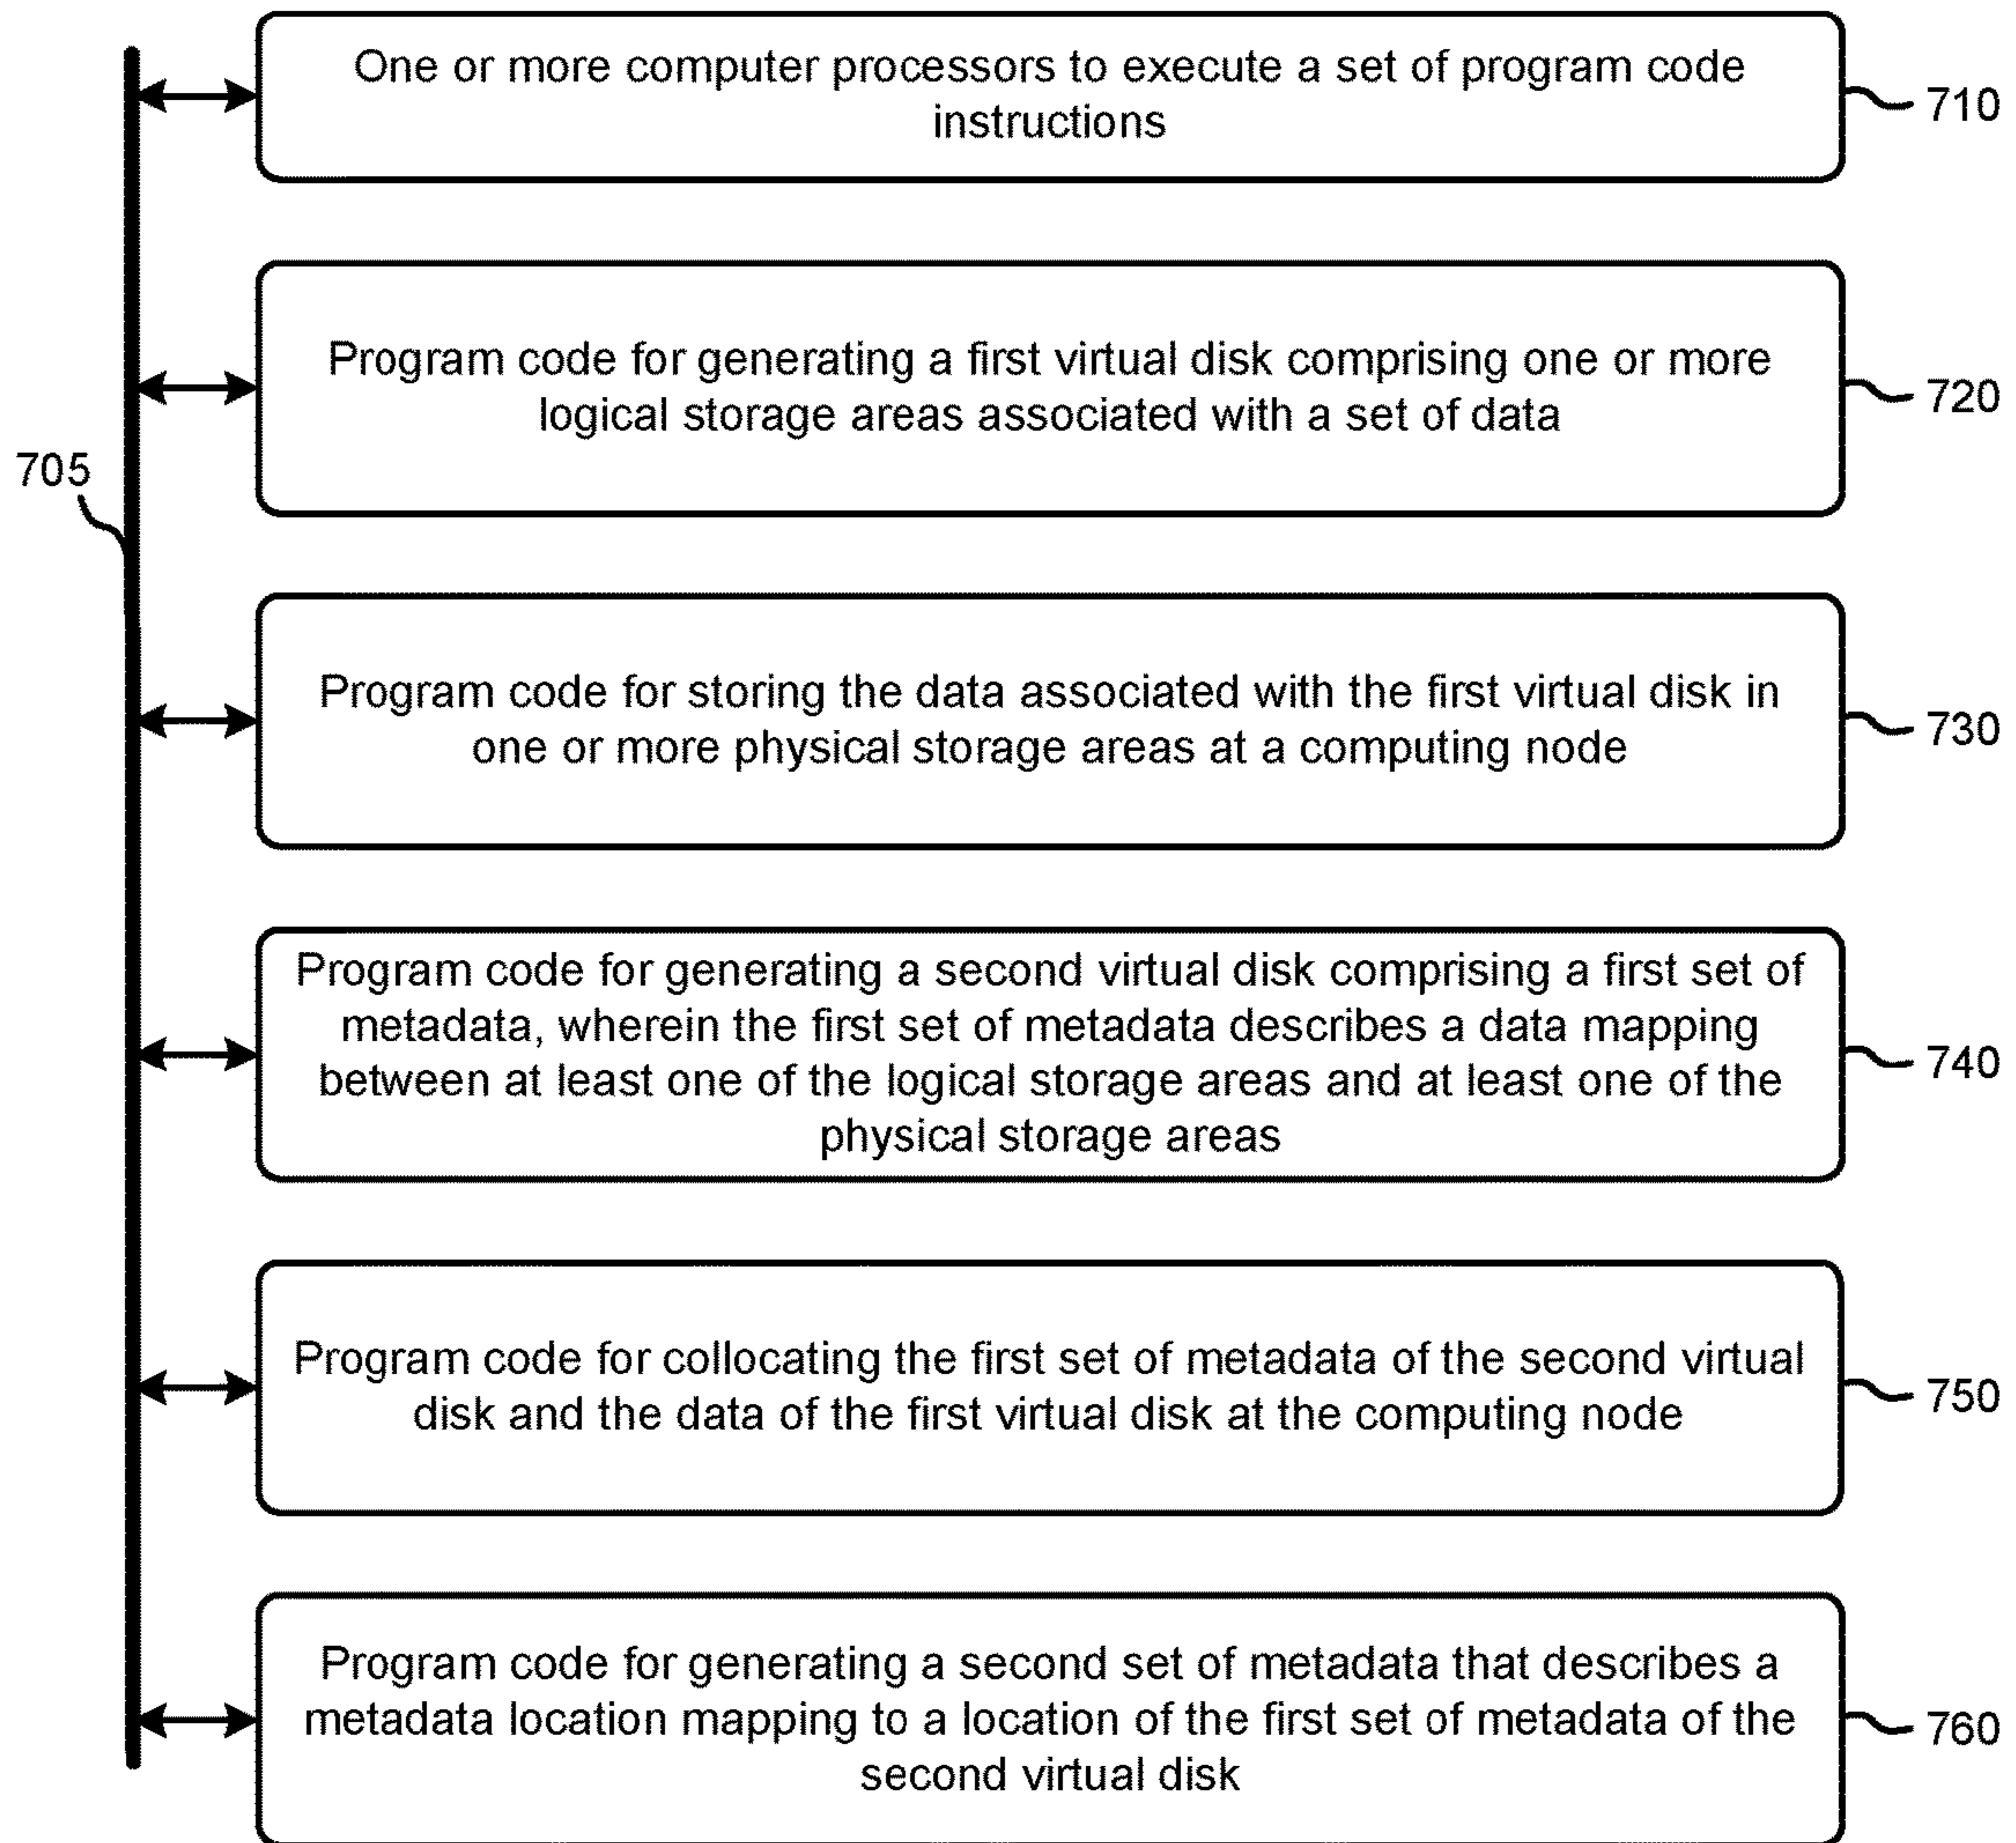 One or more computer processors to execute a set of program code
instructions
710
Program code for generating a first virtual disk comprising one or more
logical storage areas associated with a set of data
720
705
Program code for storing the data associated with the first virtual disk in
one or more physical storage areas at a computing node
730
Program code for generating a second virtual disk comprising a first set of
metadata, wherein the first set of metadata describes a data mapping
between at least one of the logical storage areas and at least one of the
physical storage areas
740
Program code for collocating the first set of metadata of the second virtual
disk and the data of the first virtual disk at the computing node
750
Program code for generating a second set of metadata that describes a
metadata location mapping to a location of the first set of metadata of the
second virtual disk
760